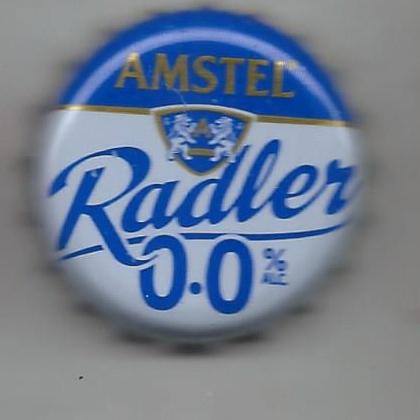 AMSTEL
A
Radler
0.0 % ALC